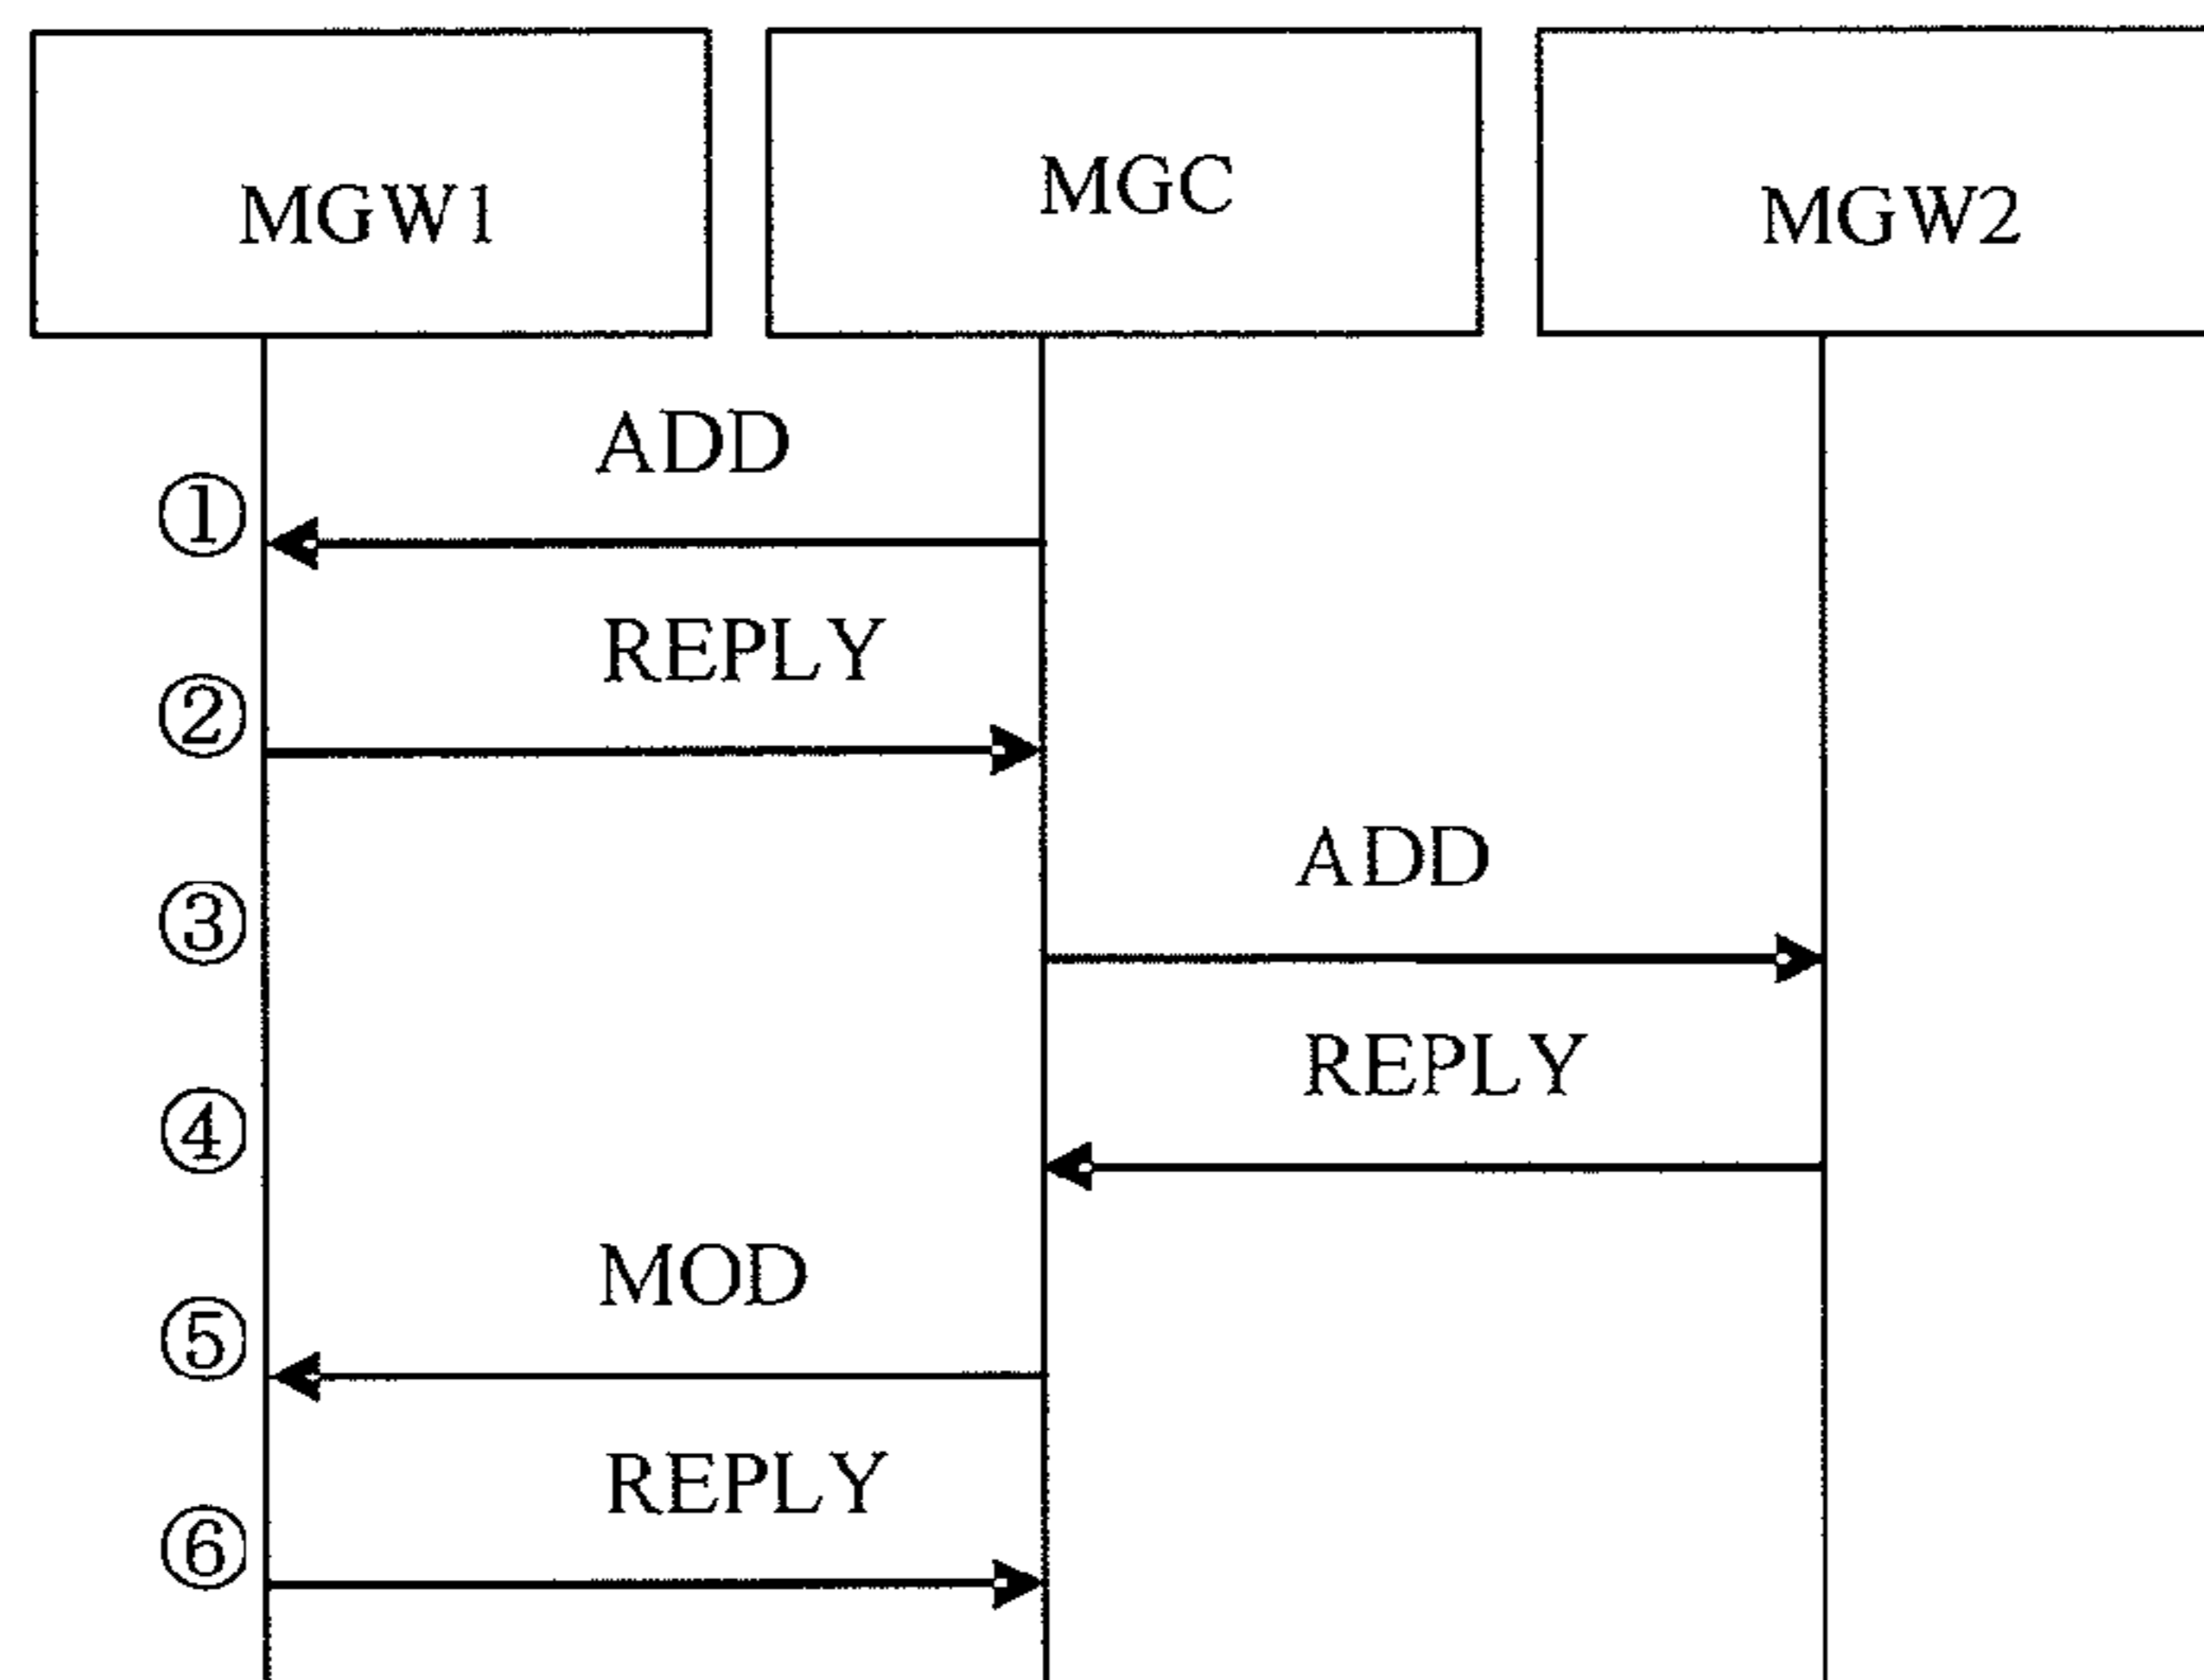 MGW1
MGC
MGW2
ADD
①
REPLY
②
ADD
③
REPLY
④
MOD
⑤
REPLY
⑥